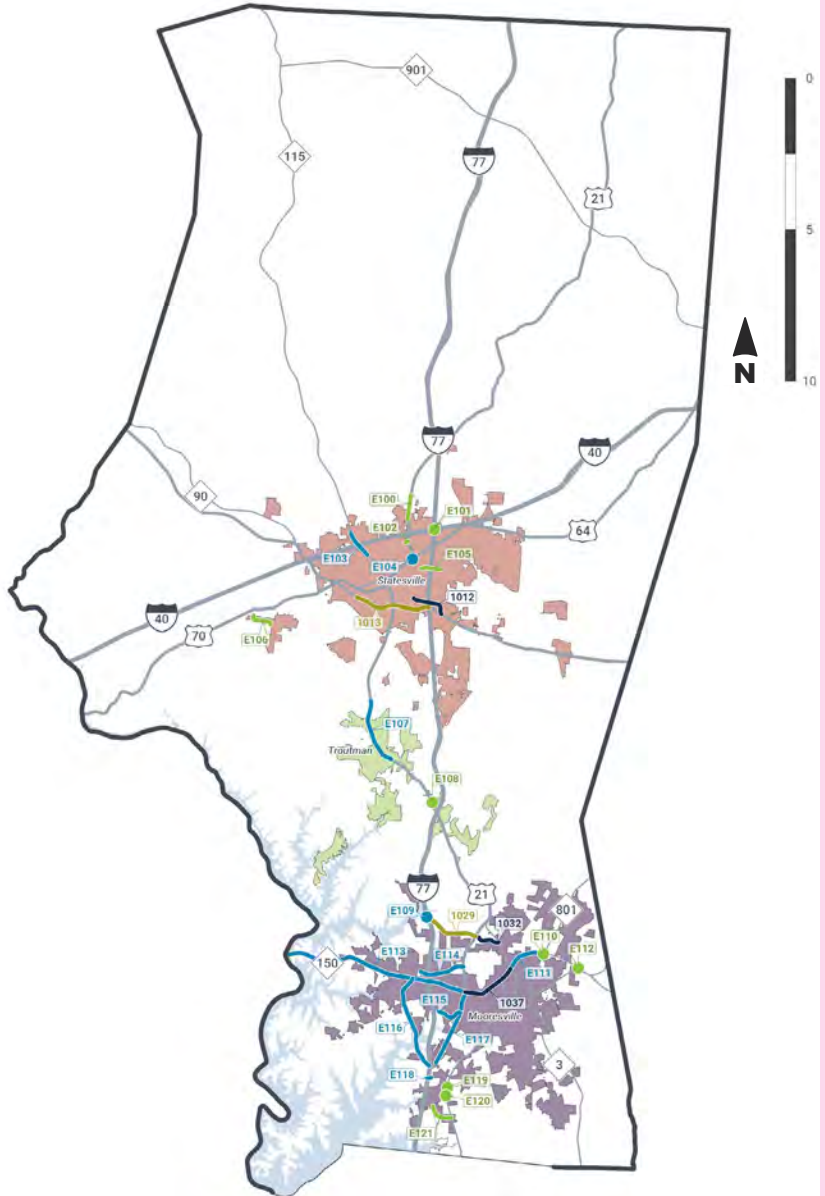 901
0
115
77
21
5
N
10
77
40
90
E100
E101
64
E102
E103
E104
E105
Statesville
1012
40
1013
70
E106
E107
Troutman
E108
77
21
801
E109
1029
1032
E110
E112
E113
E114
150
E111
1037
E115
Mooresville
E116
E117
3
E118
E119
E120
E121